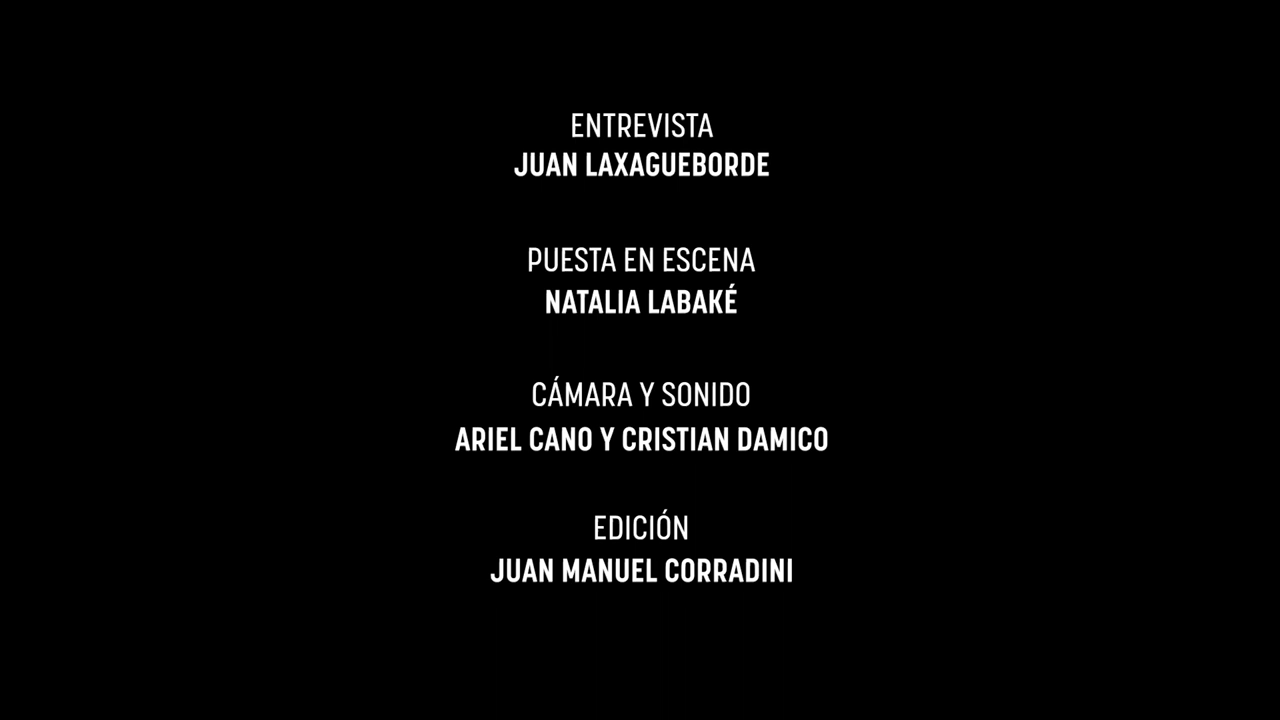 ENTREVISTA
JUAN LAXAGUEBORDE
PUESTA EN ESCENA
NATALIA LABAKÉ
CÁMARA Y SONIDO
ARIEL CANO Y CRISTIAN DAMICO
EDICIÓN
JUAN MANUEL CORRADINI